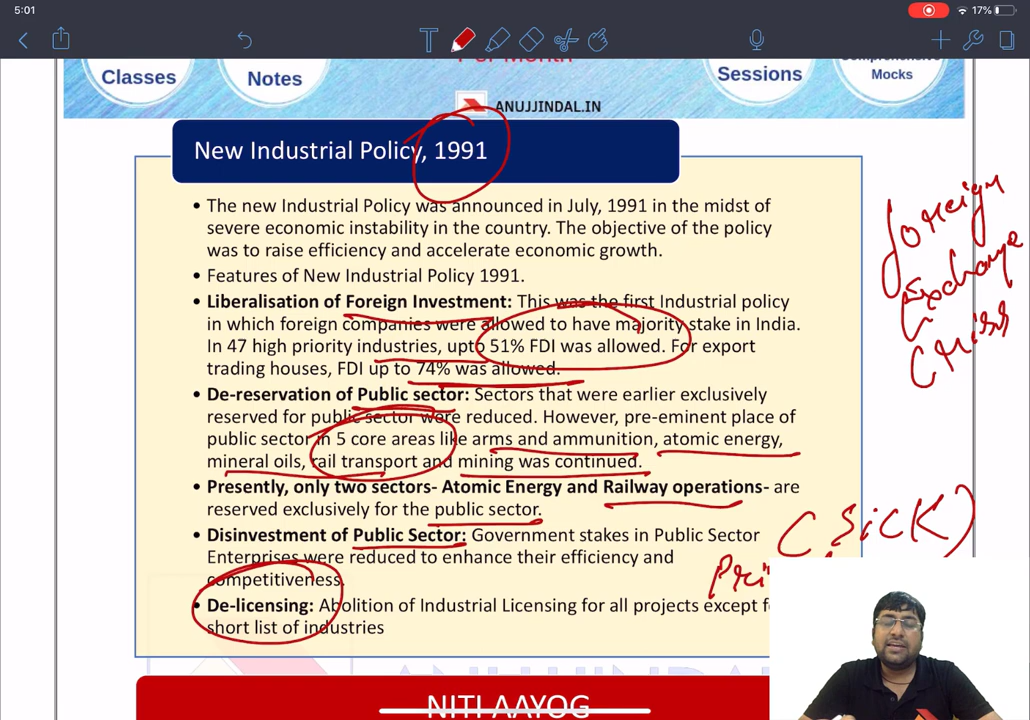 5:01
17%
T
Classes
Notes
Per Month
Sessions
Comprehensive
Mocks
ANUJJINDAL.IN
New Industrial Policy, 1991
• The new Industrial Policy was announced in July, 1991 in the midst of
severe economic instability in the country. The objective of the policy
was to raise efficiency and accelerate economic growth.
• Features of New Industrial Policy 1991.
• Liberalisation of Foreign Investment: This was the first Industrial policy
in which foreign companies were allowed to have majority stake in India.
In 47 high priority industries, upto 51% FDI was allowed. For export
trading houses, FDI up to 74% was allowed.
• De-reservation of Public sector: Sectors that were earlier exclusively
reserved for public sector were reduced. However, pre-eminent place of
public sector in 5 core areas like arms and ammunition, atomic energy,
mineral oils, rail transport and mining was continued.
• Presently, only two sectors- Atomic Energy and Railway operations- are
reserved exclusively for the public sector.
• Disinvestment of Public Sector: Government stakes in Public Sector
Enterprises were reduced to enhance their efficiency and
competitiveness.
• De-licensing: Abolition of Industrial Licensing for all projects except
short list of industries
foreign
Exchange
Crisis
(Sick)
NITI AAYOG